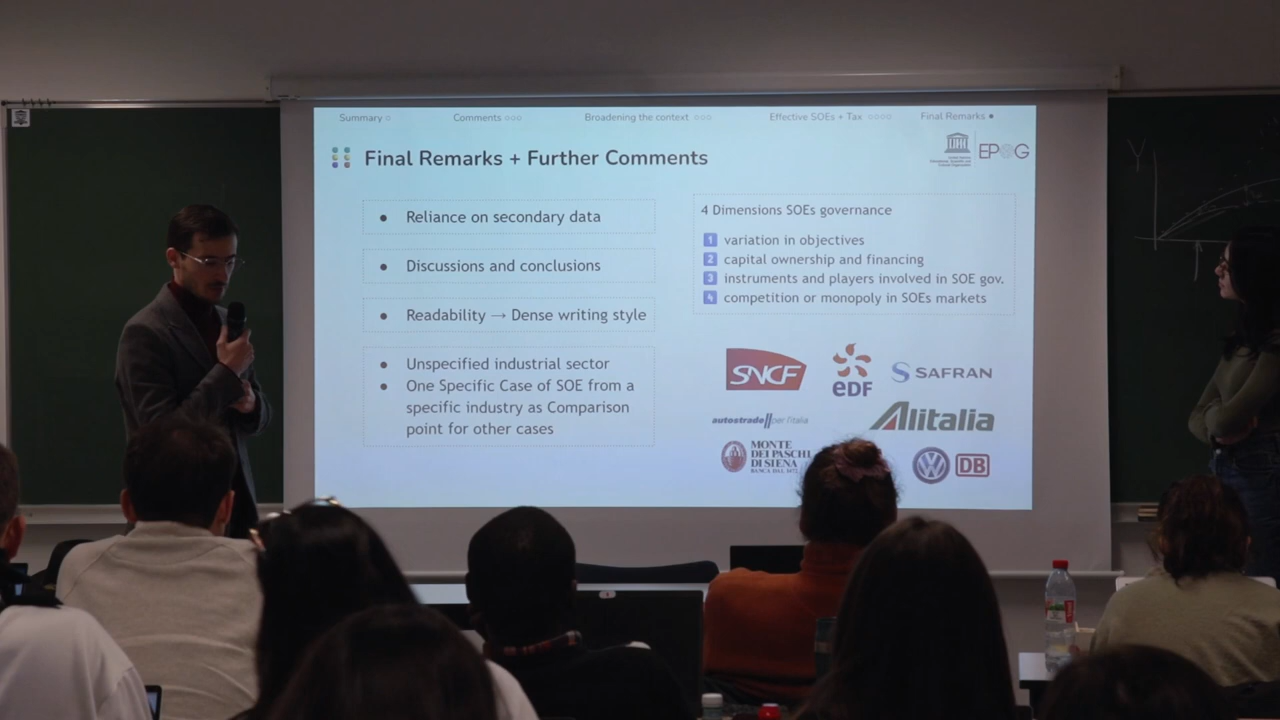 Summary
Comments
Broadening the context
Effective SOEs + Tax
Final Remarks
Final Remarks + Further Comments
EPOG
Reliance on secondary data
Discussions and conclusions
Readability → Dense writing style
Unspecified industrial sector
One Specific Case of SOE from a
specific industry as Comparison
point for other cases
4 Dimensions SOEs governance
1 variation in objectives
2 capital ownership and financing
3 instruments and players involved in SOE gov.
4 competition or monopoly in SOEs markets
SNCF
eDF
SAFRAN
autostrade//per l'italia
Alitalia
MONTE
DEI PASCHI
DI SIENA
BANCA DAL 1472
DB
Y